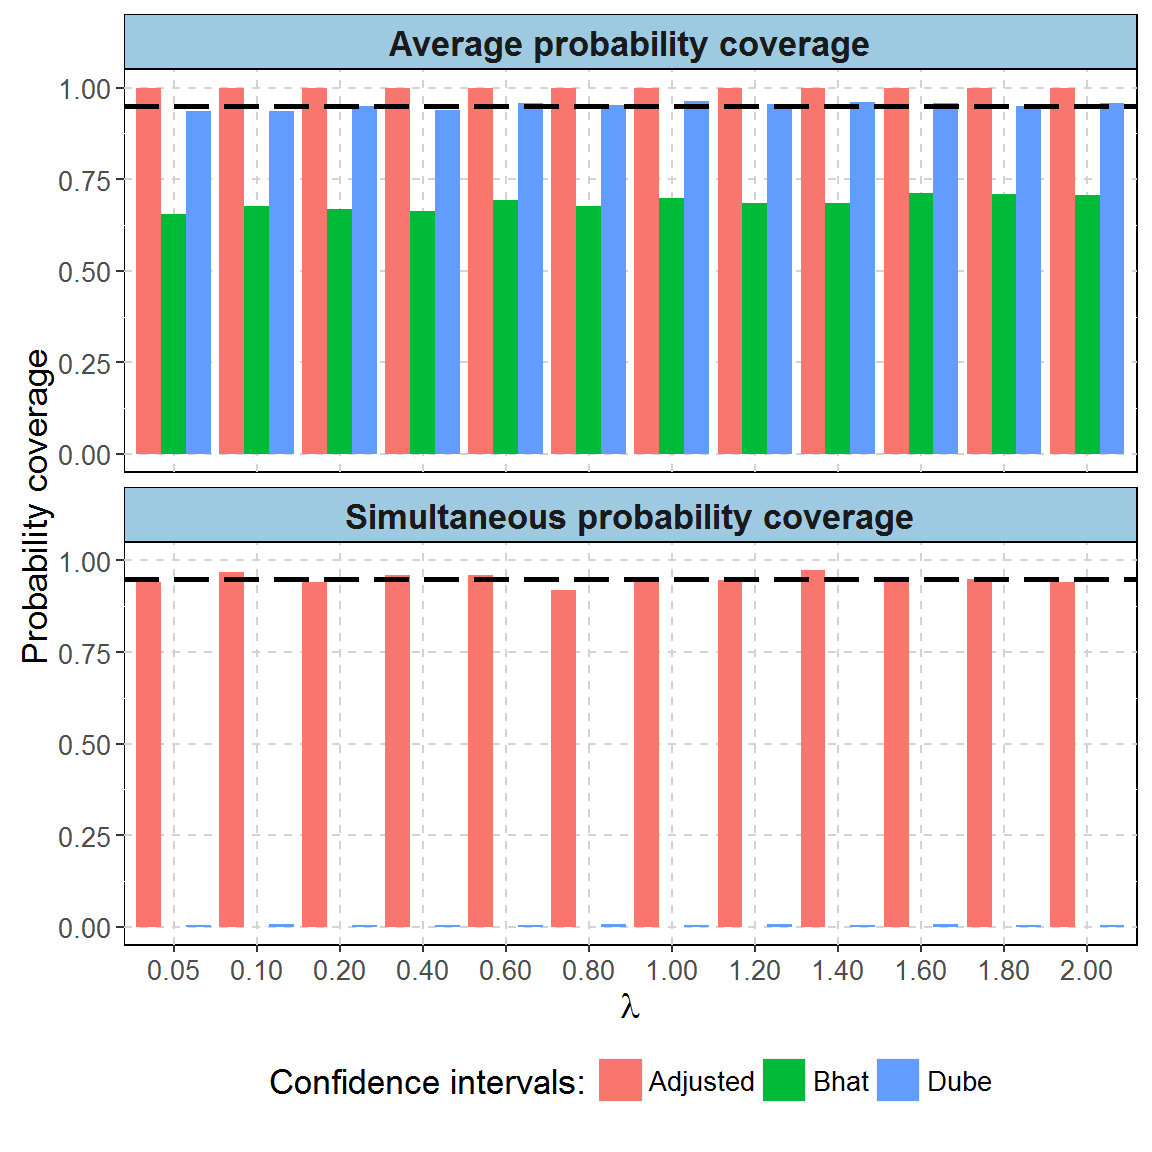 Average probability coverage
1.00
0.75
0.50
0.25
0.00
Probability coverage
Simultaneous probability coverage
1.00
0.75
0.50
0.25
0.00
0.05 0.10 0.20 0.40 0.60 0.80 1.00 1.20 1.40 1.60 1.80 2.00
λ
Confidence intervals: Adjusted Bhat Dube